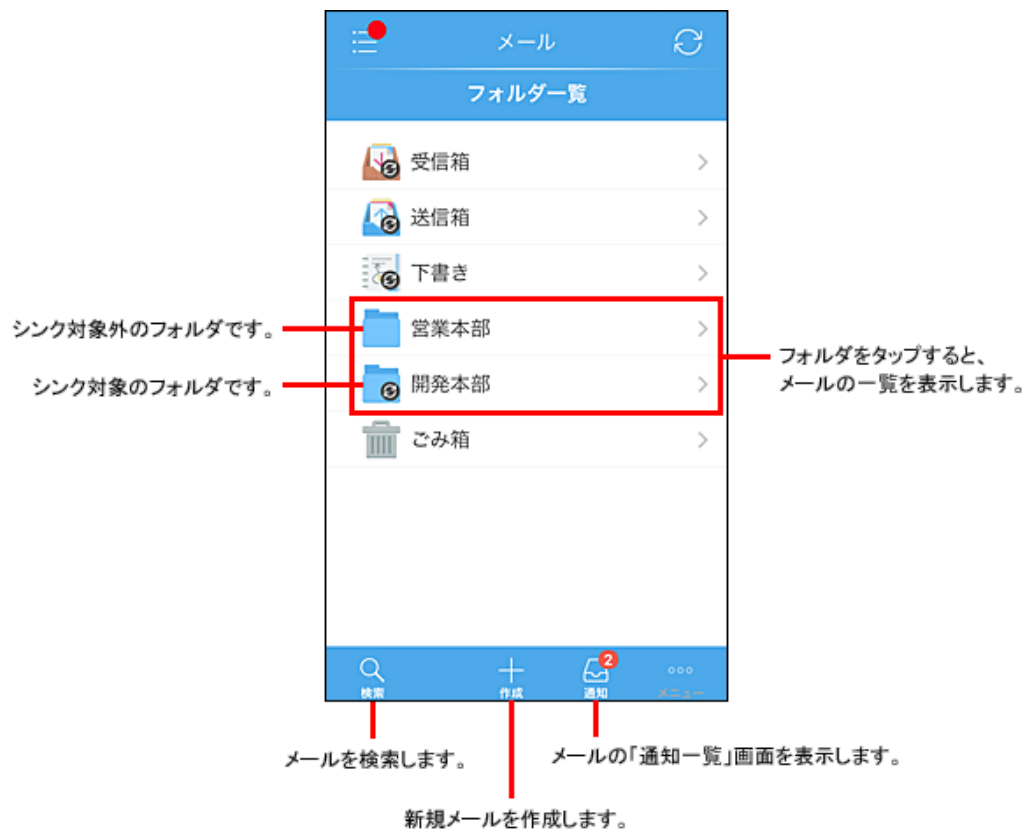 メール
フォルダ一覧
受信箱
送信箱
下書き
営業本部
開発本部
ごみ箱
シンク対象外のフォルダです。
シンク対象のフォルダです。
フォルダをタップすると、
メールの一覧を表示します。
2
検索
作成
通知
メニュー
メールを検索します。
メールの「通知一覧」画面を表示します。
新規メールを作成します。